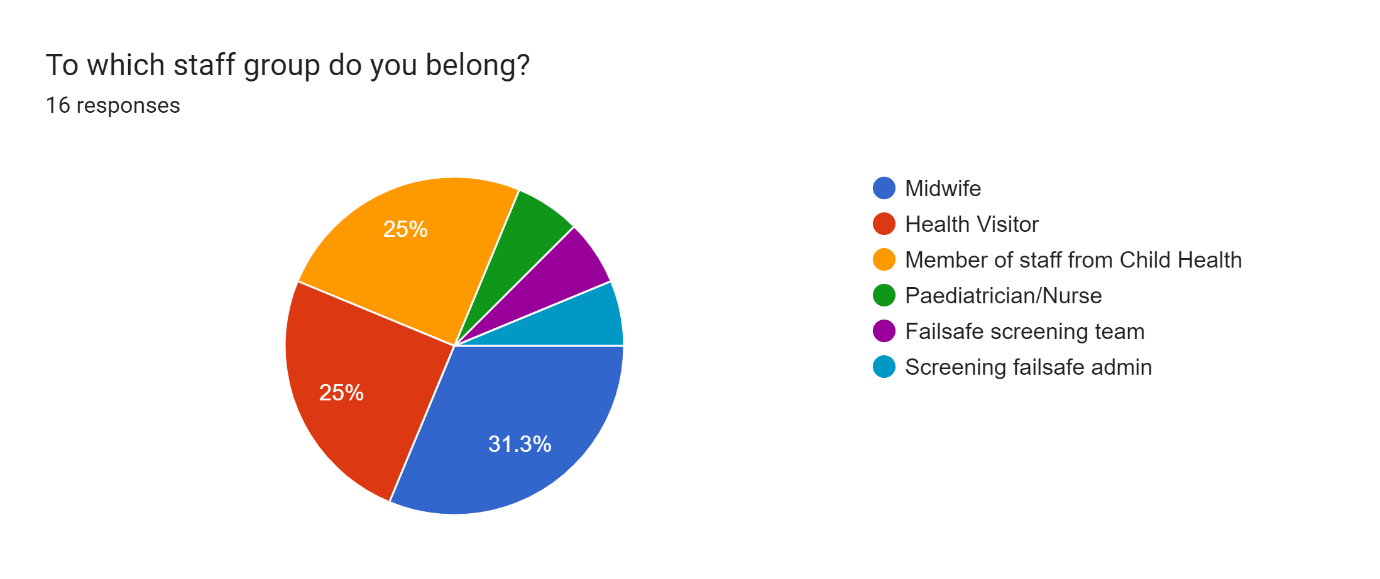 To which staff group do you belong?
16 responses
25%
25%
31.3%
Midwife
Health Visitor
Member of staff from Child Health
Paediatrician/Nurse
Failsafe screening team
Screening failsafe admin